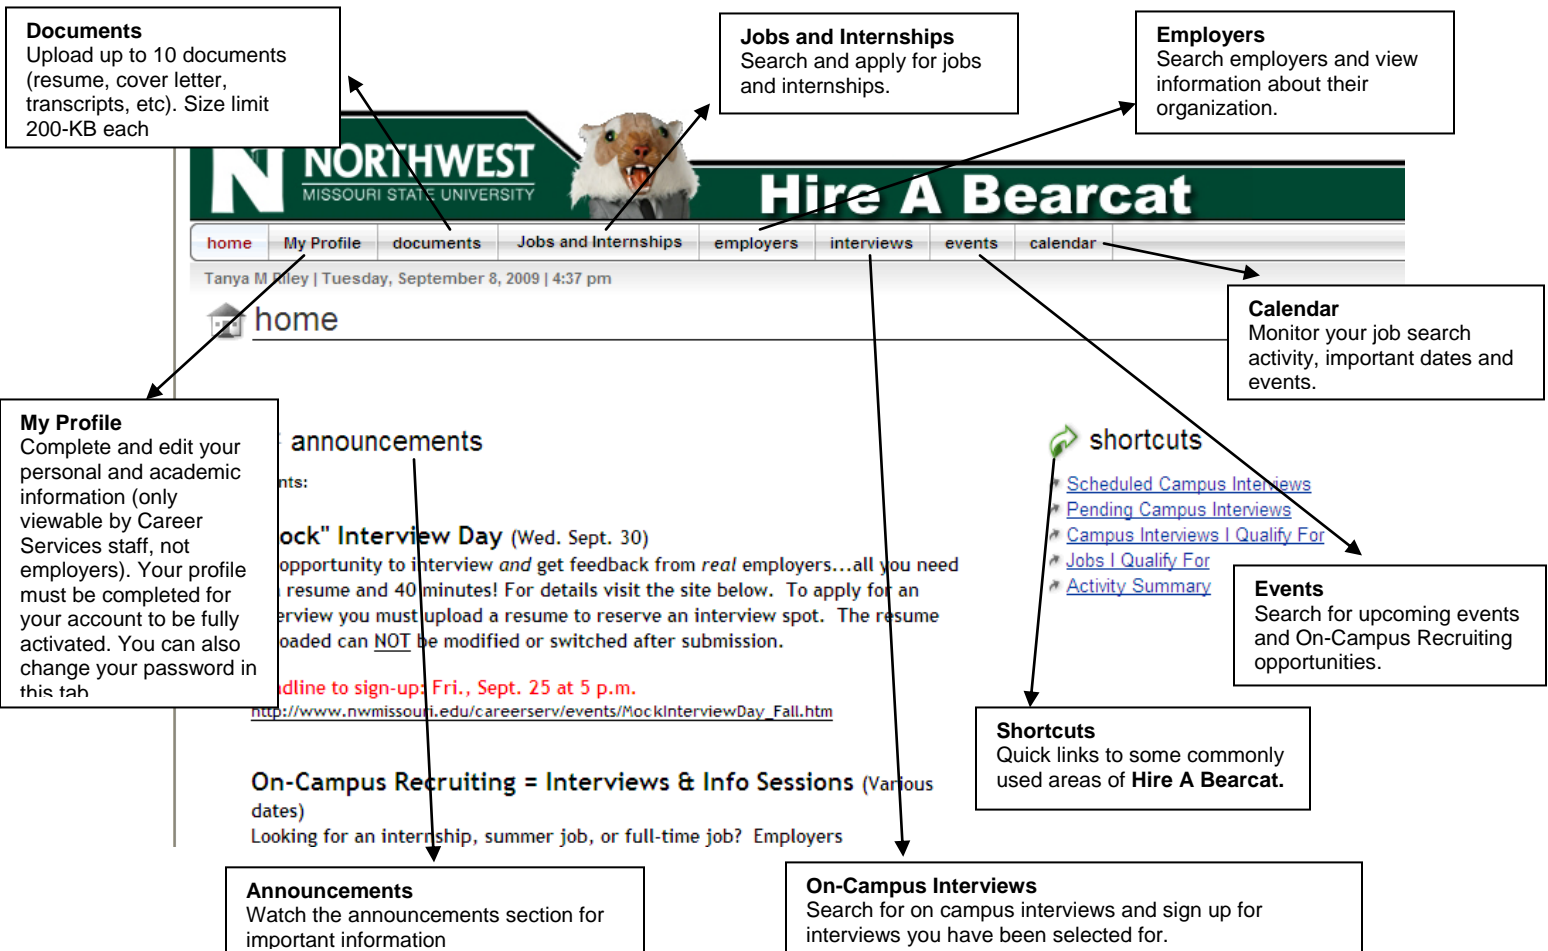 Documents
Upload up to 10 documents
(resume, cover letter,
transcripts, etc). Size limit
200-KB each
Jobs and Internships
Search and apply for jobs
and internships.
Employers
Search employers and view
information about their
organization.
N NORTHWEST
MISSOURI STATE UNIVERSITY
Hire A Bearcat
home My Profile documents Jobs and Internships employers interviews events calendar
Tanya M Riley | Tuesday, September 8, 2009 | 4:37 pm
home
Calendar
Monitor your job search
activity, important dates and
events.
My Profile
Complete and edit your
personal and academic
information (only
viewable by Career
Services staff, not
employers). Your profile
must be completed for
your account to be fully
activated. You can also
change your password in
this tab
announcements
nts:
ock" Interview Day (Wed. Sept. 30)
opportunity to interview and get feedback from real employers...all you need
resume and 40 minutes! For details visit the site below. To apply for an
erview you must upload a resume to reserve an interview spot. The resume
oaded can NOT be modified or switched after submission.
dline to sign-up: Fri., Sept. 25 at 5 p.m.
http://www.nwmissouri.edu/careerserv/events/MockInterviewDay_Fall.htm
On-Campus Recruiting = Interviews & Info Sessions (Various
dates)
Looking for an internship, summer job, or full-time job? Employers
shortcuts
Scheduled Campus Interviews
Pending Campus Interviews
Campus Interviews I Qualify For
Jobs I Qualify For
Activity Summary
Events
Search for upcoming events
and On-Campus Recruiting
opportunities.
Shortcuts
Quick links to some commonly
used areas of Hire A Bearcat.
Announcements
Watch the announcements section for
important information
On-Campus Interviews
Search for on campus interviews and sign up for
interviews you have been selected for.